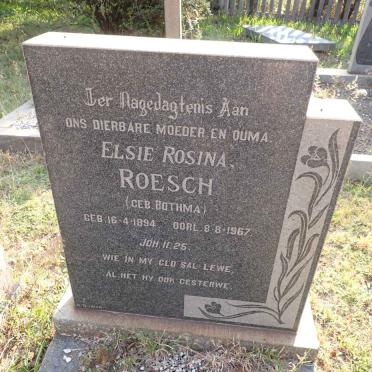 Ter Nagedagtenis Aan
ONS DIERBARE MOEDER EN OUMA.
ELSIE ROSINA,
ROESCH
(GEB. BOTHMA)
GEB. 16-4-1894 OORL. 8-8-1967.
JOH 11.25.
WIE IN MY GLO SAL LEWE,
AL HET HY OOK GESTERWE.